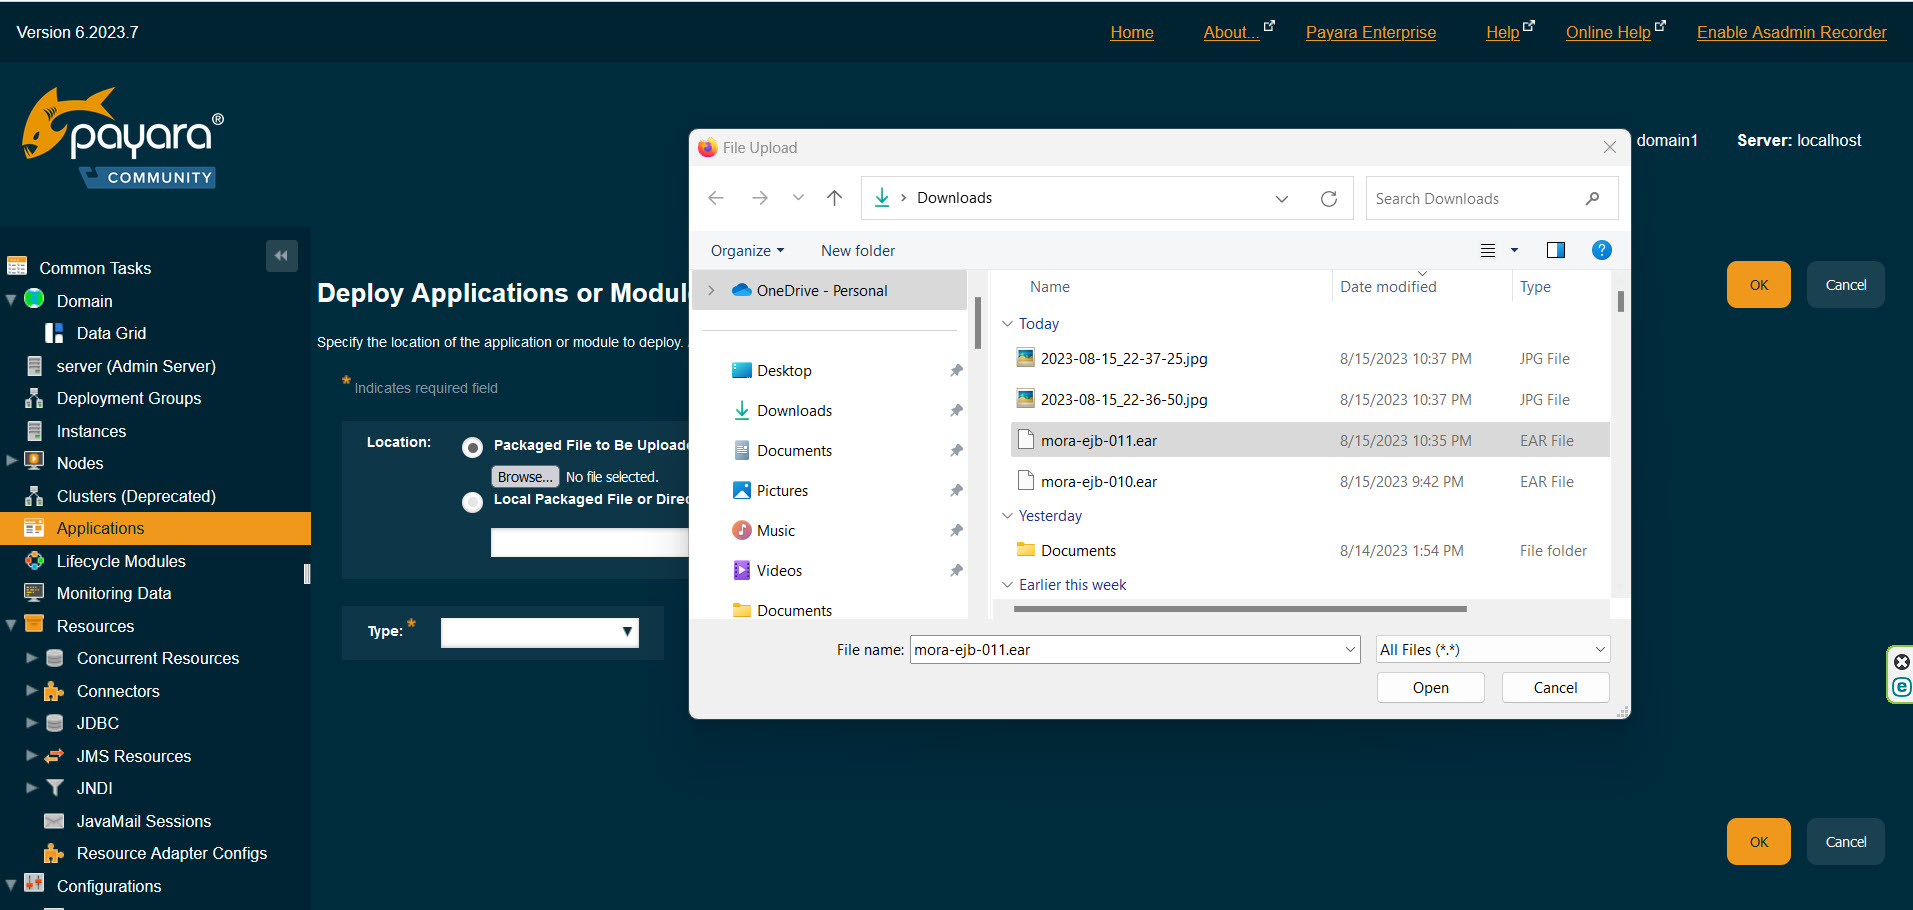 Version 6.2023.7
Home About... Payara Enterprise Help Online Help Enable Asadmin Recorder
payara®
COMMUNITY
domain1 Server: localhost
Common Tasks
Domain
Data Grid
server (Admin Server)
Deployment Groups
Instances
Nodes
Clusters (Deprecated)
Applications
Lifecycle Modules
Monitoring Data
Resources
Concurrent Resources
Connectors
JDBC
JMS Resources
JNDI
JavaMail Sessions
Resource Adapter Configs
Configurations
Deploy Applications or Modul
OK Cancel
Specify the location of the application or module to deploy.
* Indicates required field
Location:
Packaged File to Be Uploade
Browse... No file selected.
Local Packaged File or Direc
Type: *
OK Cancel
File Upload
Downloads
Search Downloads
Organize New folder
?
OneDrive - Personal
Desktop
Downloads
Documents
Pictures
Music
Videos
Documents
Name Date modified Type
Today
2023-08-15_22-37-25.jpg 8/15/2023 10:37 PM JPG File
2023-08-15_22-36-50.jpg 8/15/2023 10:37 PM JPG File
mora-ejb-011.ear 8/15/2023 10:35 PM EAR File
mora-ejb-010.ear 8/15/2023 9:42 PM EAR File
Yesterday
Documents 8/14/2023 1:54 PM File folder
Earlier this week
File name: mora-ejb-011.ear All Files (*.*)
Open Cancel
e